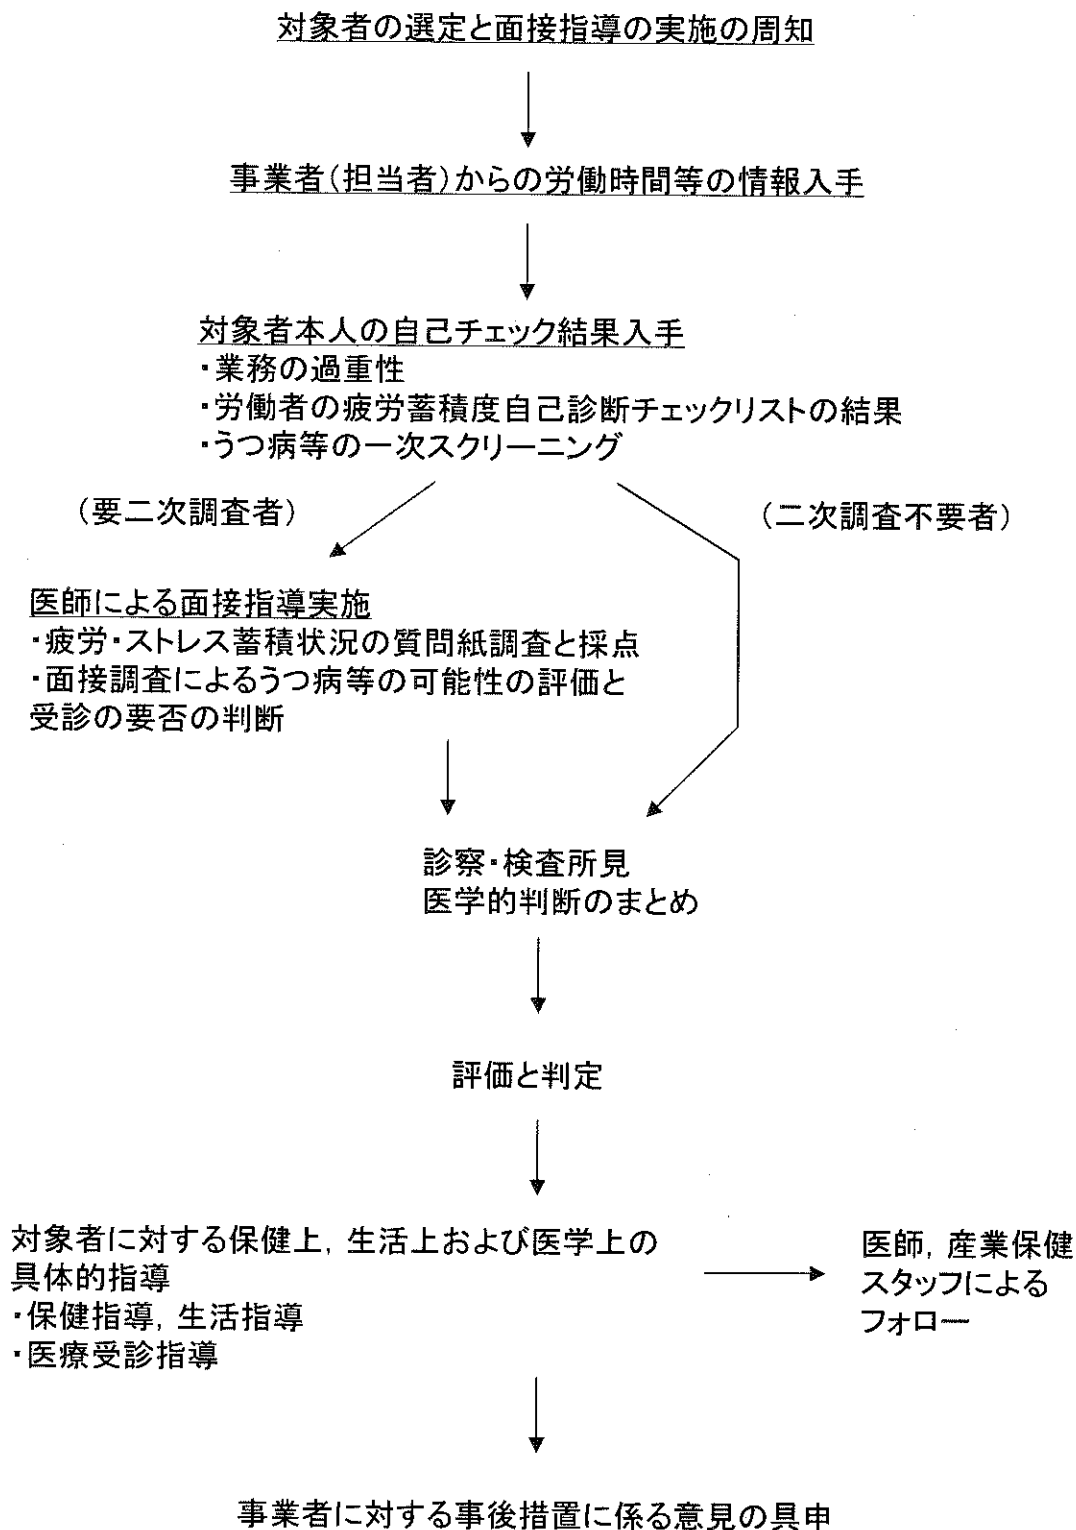 対象者の選定と面接指導の実施の周知
事業者(担当者)からの労働時間等の情報入手
対象者本人の自己チェック結果入手
・業務の過重性
・労働者の疲労蓄積度自己診断チェックリストの結果
・うつ病等の一次スクリーニング
(要二次調査者)
(二次調査不要者)
医師による面接指導実施
・疲労・ストレス蓄積状況の質問紙調査と採点
・面接調査によるうつ病等の可能性の評価と
受診の要否の判断
診察・検査所見
医学的判断のまとめ
評価と判定
対象者に対する保健上, 生活上および医学上の
具体的指導
・保健指導, 生活指導
・医療受診指導
医師, 産業保健
スタッフによる
フォロー
事業者に対する事後措置に係る意見の具申